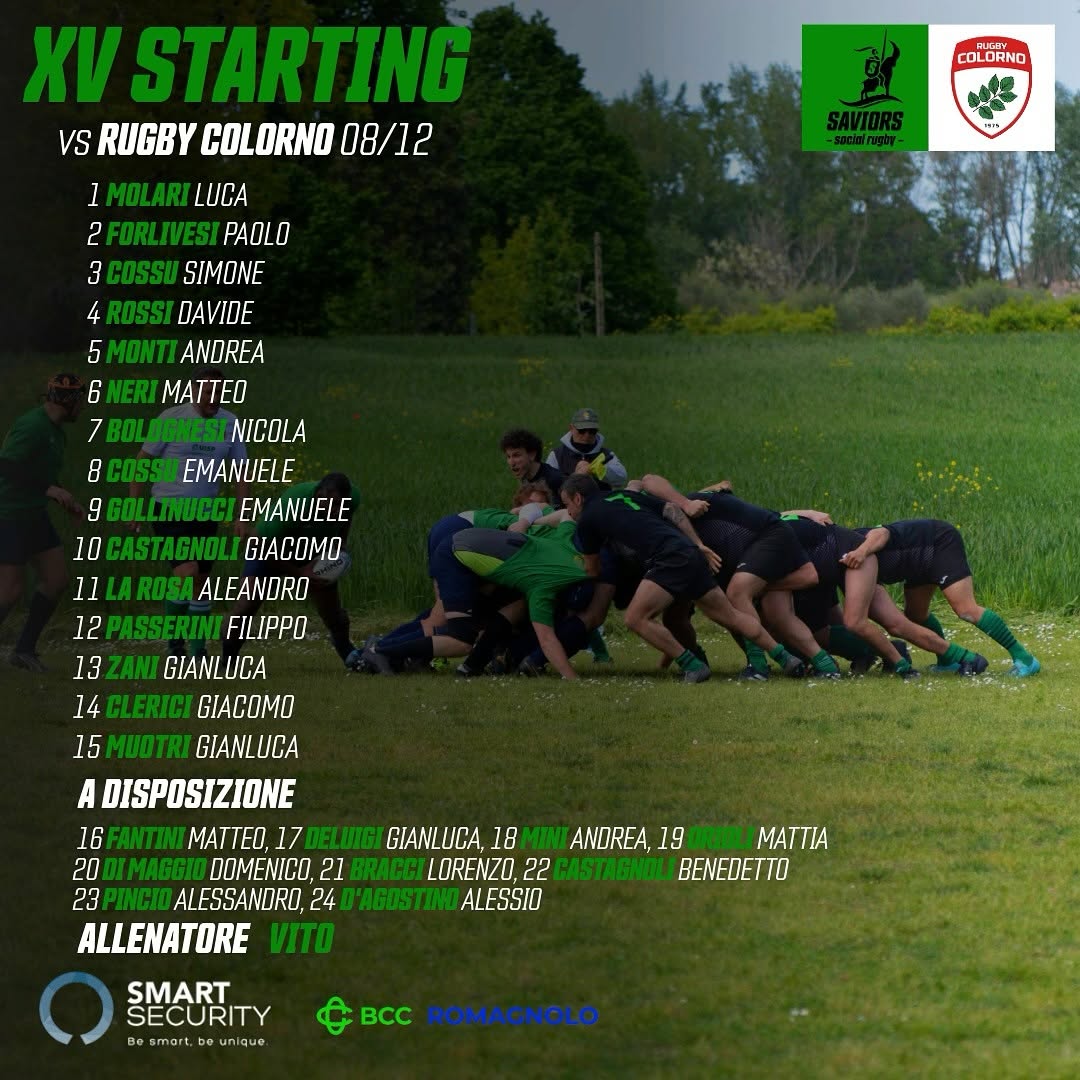 XV STARTING
VS RUGBY COLORNO 08/12
SAVIORS
- social rugby -
RUGBY
COLORNO
1975
1 MOLARI LUCA
2 FORLIVESI PAOLO
3 COSSU SIMONE
4 ROSSI DAVIDE
5 MONTI ANDREA
6 NERI MATTEO
7 BOLOGNESI NICOLA
8 COSSU EMANUELE
9 GOLLINUCCI EMANUELE
10 CASTAGNOLI GIACOMO
11 LA ROSA ALEANDRO
12 PASSERINI FILIPPO
13 ZANI GIANLUCA
14 CLERICI GIACOMO
15 MUOTRI GIANLUCA
A DISPOSIZIONE
16 FANTINI MATTEO, 17 DELUIGI GIANLUCA, 18 MINI ANDREA, 19 ORIOLI MATTIA
20 DI MAGGIO DOMENICO, 21 BRACCI LORENZO, 22 CASTAGNOLI BENEDETTO
23 PINCIO ALESSANDRO, 24 D'AGOSTINO ALESSIO
ALLENATORE VITO
SMART
SECURITY
Be smart, be unique.
BCC ROMAGNOLO